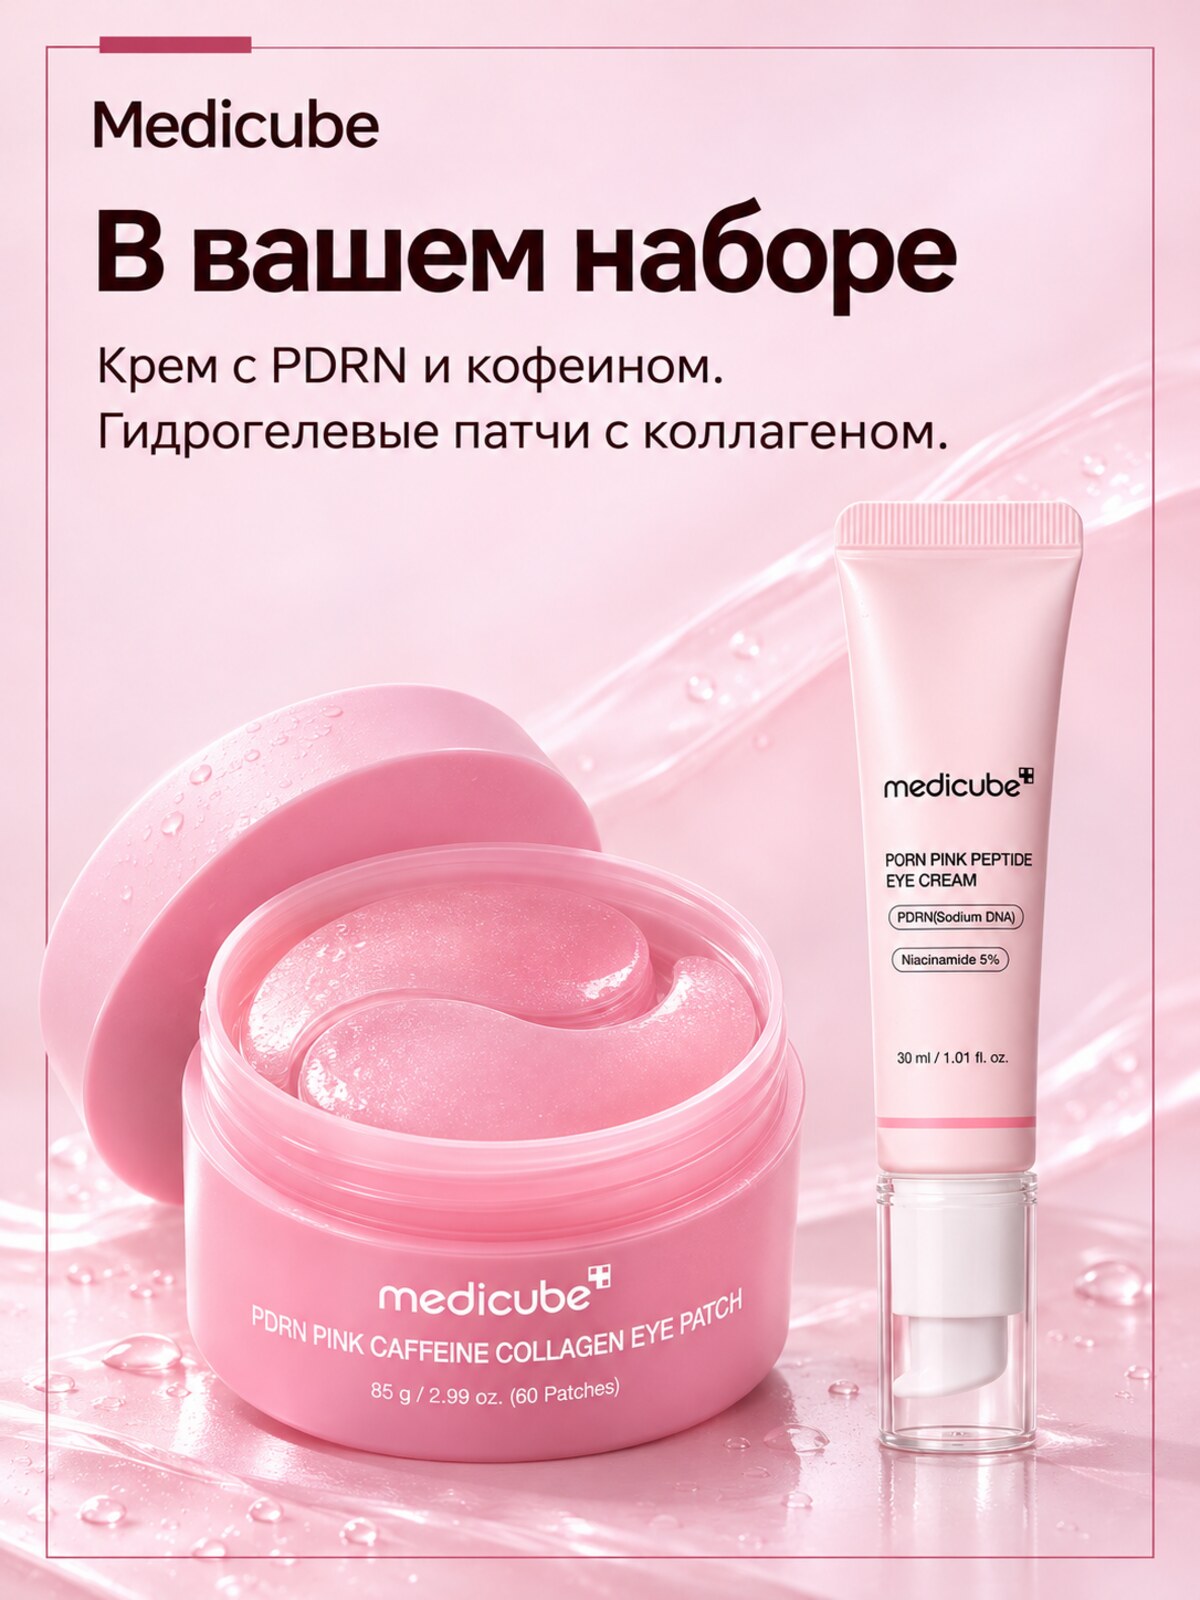 Medicube
В вашем наборе
Крем с PDRN и кофеином.
Гидрогелевые патчи с коллагеном.
medicube
PORN PINK PEPTIDE
EYE CREAM
PDRN(Sodium DNA)
Niacinamide 5%
30 ml / 1.01 fl. oz.
medicube
PDRN PINK CAFFEINE COLLAGEN EYE PATCH
85 g / 2.99 oz. (60 Patches)